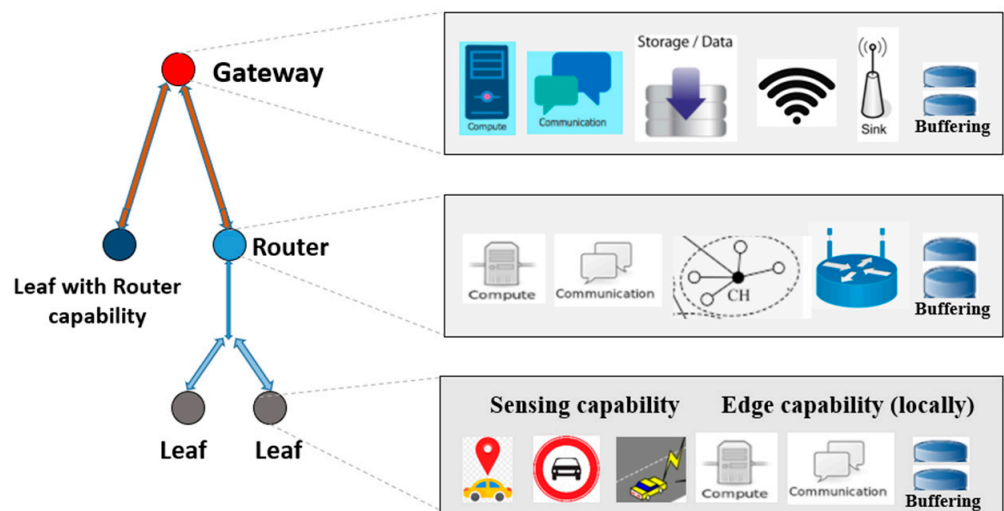 Gateway
Storage / Data
Compute
Communication
Sink
Buffering
Leaf with Router
capability
Router
Compute
Communication
CH
Buffering
Leaf
Leaf
Sensing capability
Edge capability (locally)
Compute
Communication
Buffering